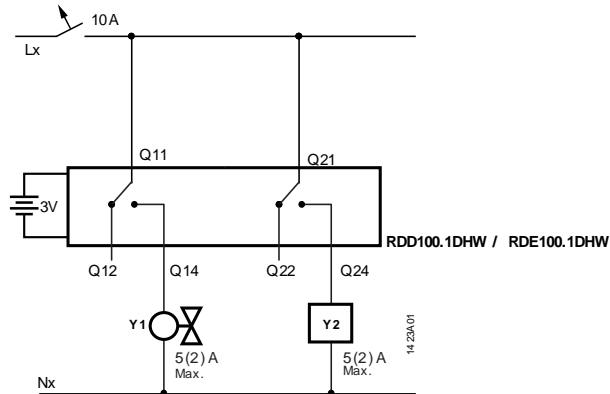 10A
Lx
Q11
Q21
3V
RDD100.1DHW / RDE100.1DHW
Q12
Q14
Q22
Q24
Y1
Y2
5(2) A
Max.
5(2) A
Max.
1423A01
Nx